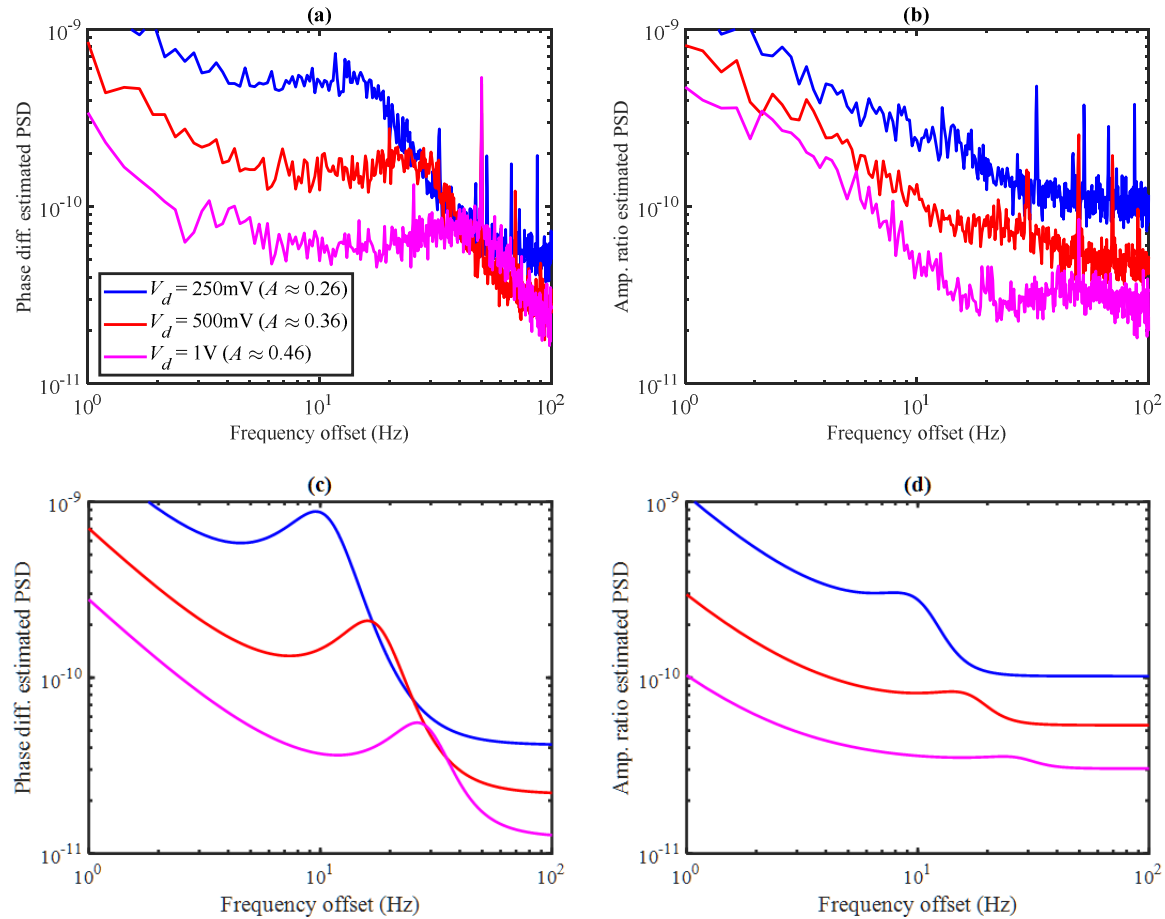 (a)
Phase diff. estimated PSD
10^-9
10^-10
10^-11
V_d = 250mV (A ≈ 0.26)
V_d = 500mV (A ≈ 0.36)
V_d = 1V (A ≈ 0.46)
10^0 10^1 10^2
Frequency offset (Hz)
(b)
Amp. ratio estimated PSD
10^-9
10^-10
10^-11
10^0 10^1 10^2
Frequency offset (Hz)
(c)
Phase diff. estimated PSD
10^-9
10^-10
10^-11
10^0 10^1 10^2
Frequency offset (Hz)
(d)
Amp. ratio estimated PSD
10^-9
10^-10
10^-11
10^0 10^1 10^2
Frequency offset (Hz)